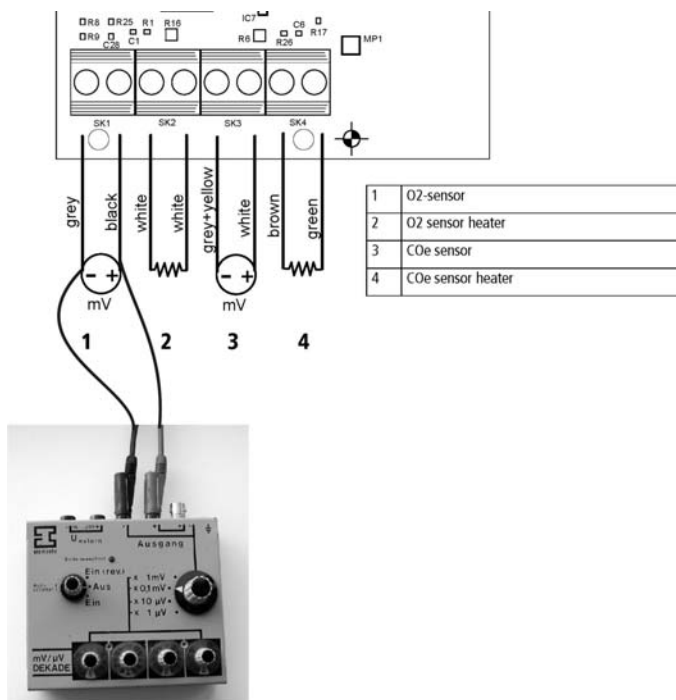 IC7
R8 R25 R1 R16 C6
R9 C28 C1 R6 R26 R17 MP1
SK1 SK2 SK3 SK4
grey
black
white
white
grey+yellow
white
brown
green
- +
mV
- +
mV
1 2 3 4
1 O2-sensor
2 O2 sensor heater
3 COe sensor
4 COe sensor heater
Ausgang
Ein (rev.)
Aus
Ein
x 1mV
x 0,1mV
x 10 µV
x 1 µV
mV/µV
DEKADE